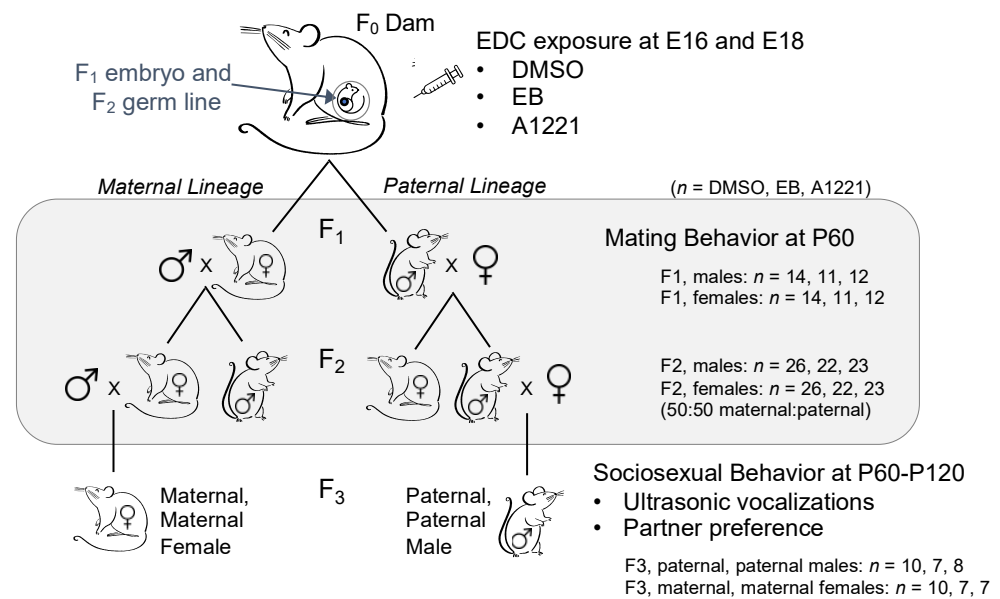 F0 Dam
EDC exposure at E16 and E18
• DMSO
• EB
• A1221
F1 embryo and
F2 germ line
Maternal Lineage
Paternal Lineage
(n = DMSO, EB, A1221)
F1
Mating Behavior at P60
♂ x ♀
♂ x ♀
F1, males: n = 14, 11, 12
F1, females: n = 14, 11, 12
F2
F2, males: n = 26, 22, 23
F2, females: n = 26, 22, 23
(50:50 maternal:paternal)
♂ x ♀ ♂
♀ ♂ x ♀
Sociosexual Behavior at P60-P120
• Ultrasonic vocalizations
• Partner preference
F3
♀
Maternal,
Maternal
Female
Paternal,
Paternal
Male
♂
F3, paternal, paternal males: n = 10, 7, 8
F3, maternal, maternal females: n = 10, 7, 7